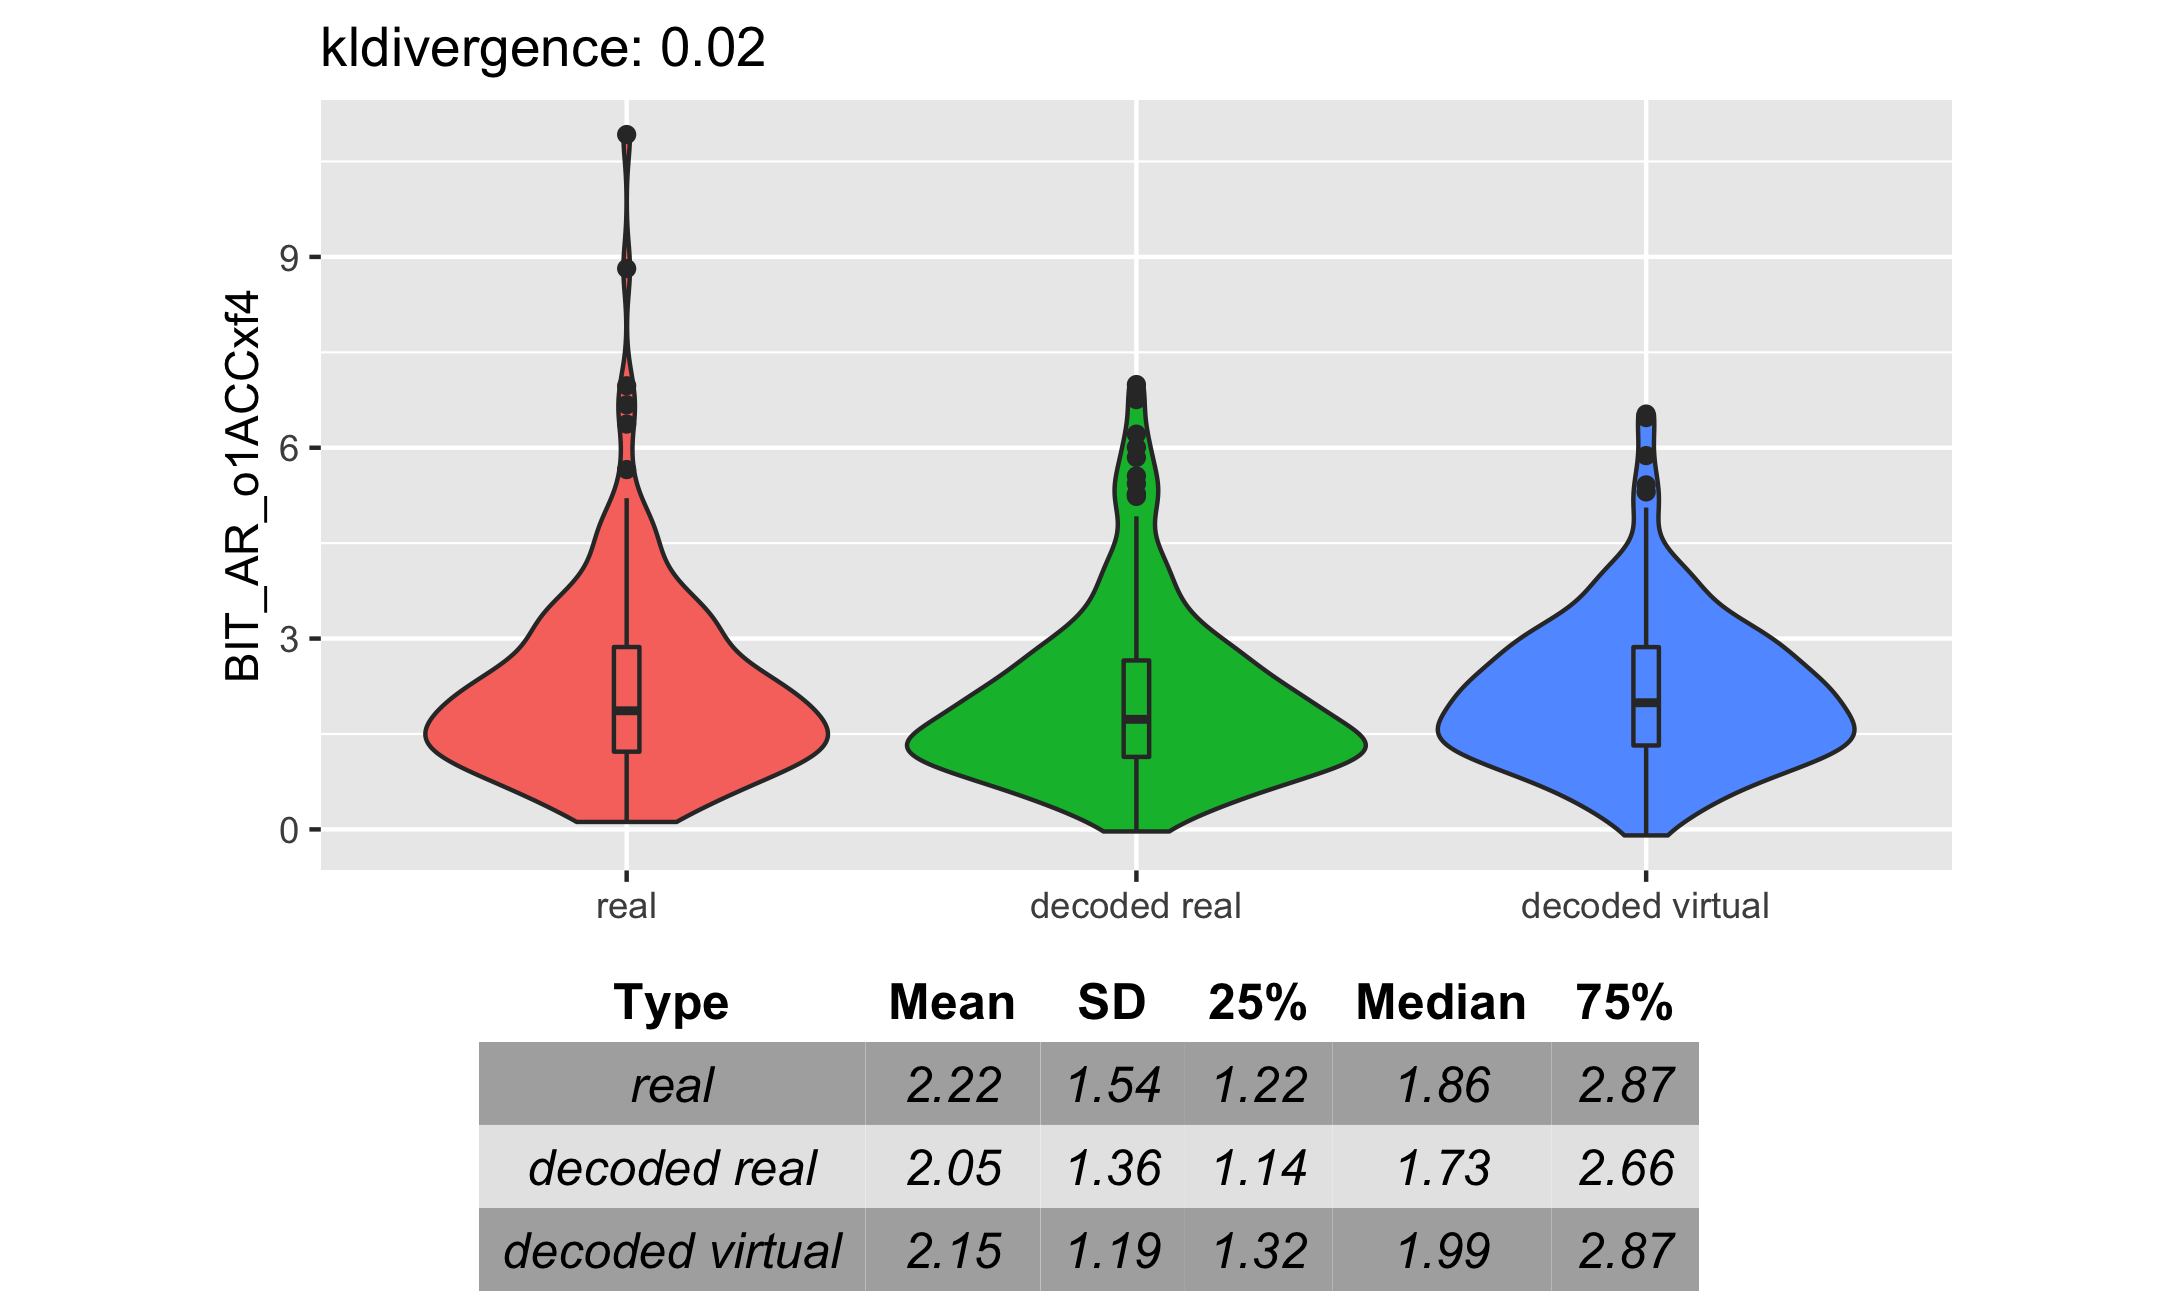 kldivergence: 0.02
BIT_AR_o1ACCxf4
9
6
3
0
real decoded real decoded virtual
Type Mean SD 25% Median 75%
real 2.22 1.54 1.22 1.86 2.87
decoded real 2.05 1.36 1.14 1.73 2.66
decoded virtual 2.15 1.19 1.32 1.99 2.87